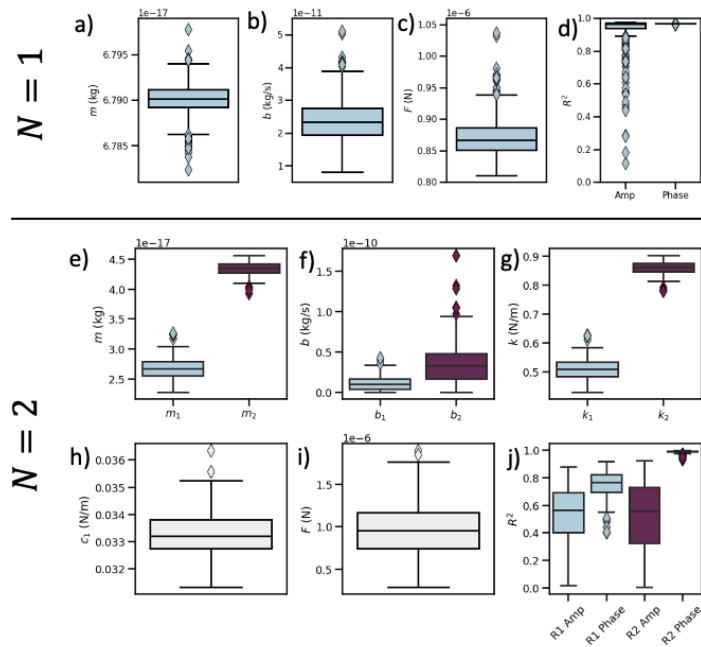 N = 1
a)
1e−17
6.795
6.790
6.785
m (kg)
b)
1e−11
5
4
3
2
1
b (kg/s)
c)
1e−6
1.05
1.00
0.95
0.90
0.85
0.80
F (N)
d)
1.0
0.8
0.6
0.4
0.2
0.0
R²
Amp Phase
N = 2
e)
1e−17
4.5
4.0
3.5
3.0
2.5
m (kg)
m₁ m₂
f)
1e−10
1.5
1.0
0.5
0.0
b (kg/s)
b₁ b₂
g)
0.9
0.8
0.7
0.6
0.5
k (N/m)
k₁ k₂
h)
0.036
0.035
0.034
0.033
0.032
c₁ (N/m)
i)
1e−6
1.5
1.0
0.5
F (N)
j)
1.0
0.8
0.6
0.4
0.2
0.0
R²
R1 Amp
R1 Phase
R2 Amp
R2 Phase